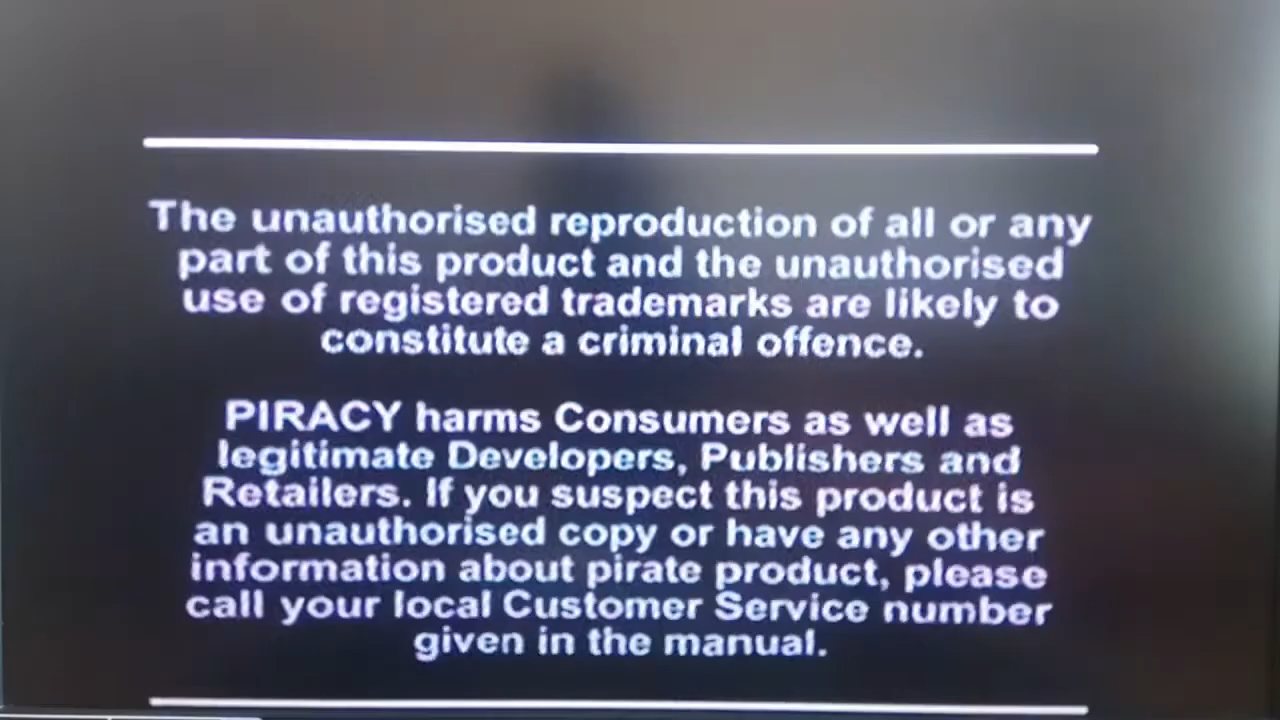 The unauthorised reproduction of all or any
part of this product and the unauthorised
use of registered trademarks are likely to
constitute a criminal offence.
PIRACY harms Consumers as well as
legitimate Developers, Publishers and
Retailers. If you suspect this product is
an unauthorised copy or have any other
information about pirate product, please
call your local Customer Service number
given in the manual.